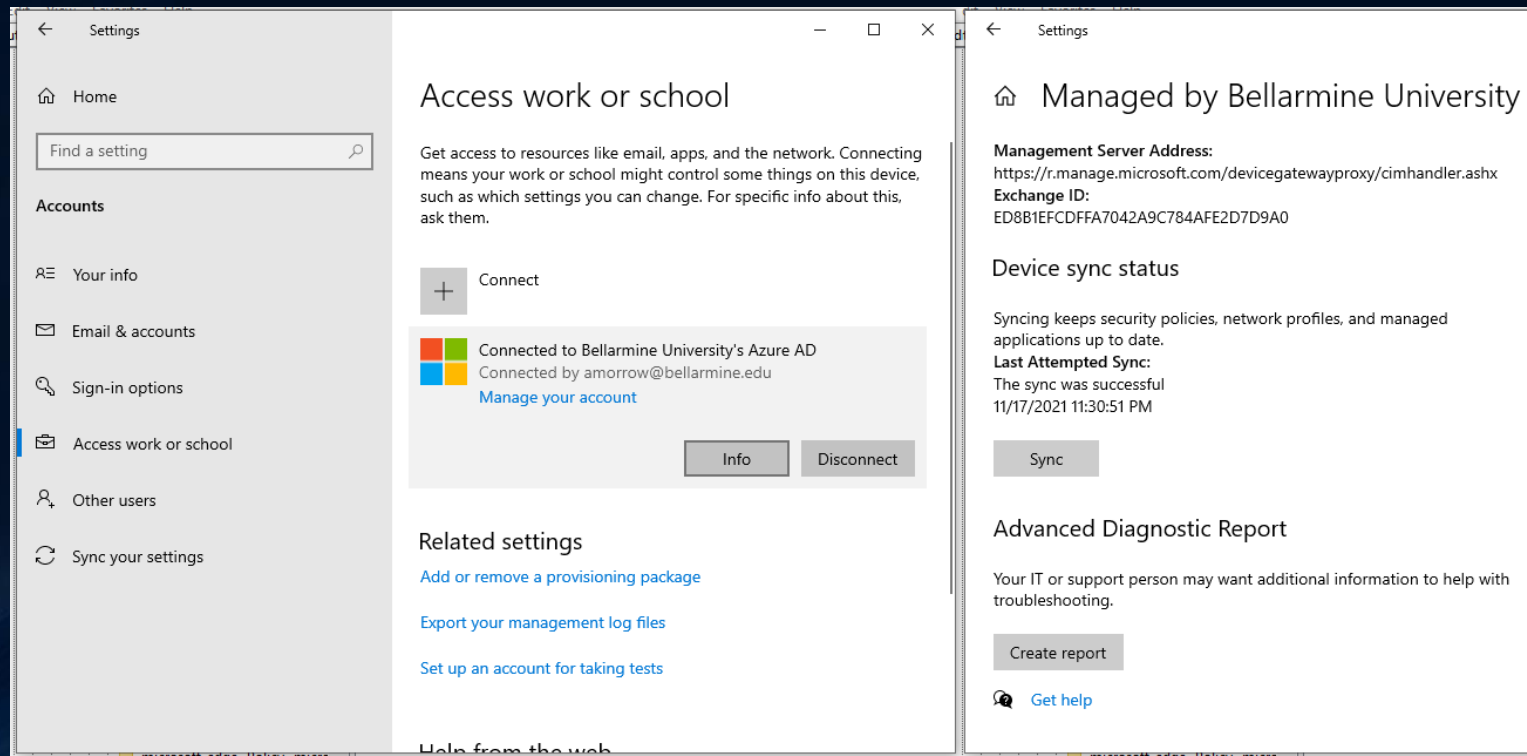 Settings
Home
Find a setting
Accounts
Your info
Email & accounts
Sign-in options
Access work or school
Other users
Sync your settings
Access work or school
Get access to resources like email, apps, and the network. Connecting
means your work or school might control some things on this device,
such as which settings you can change. For specific info about this,
ask them.
Connect
Connected to Bellarmine University's Azure AD
Connected by amorrow@bellarmine.edu
Manage your account
Info
Disconnect
Related settings
Add or remove a provisioning package
Export your management log files
Set up an account for taking tests
Help from the web
Settings
Managed by Bellarmine University
Management Server Address:
https://r.manage.microsoft.com/devicegatewayproxy/cimhandler.ashx
Exchange ID:
ED8B1EFCDFFA7042A9C784AFE2D7D9A0
Device sync status
Syncing keeps security policies, network profiles, and managed
applications up to date.
Last Attempted Sync:
The sync was successful
11/17/2021 11:30:51 PM
Sync
Advanced Diagnostic Report
Your IT or support person may want additional information to help with
troubleshooting.
Create report
Get help